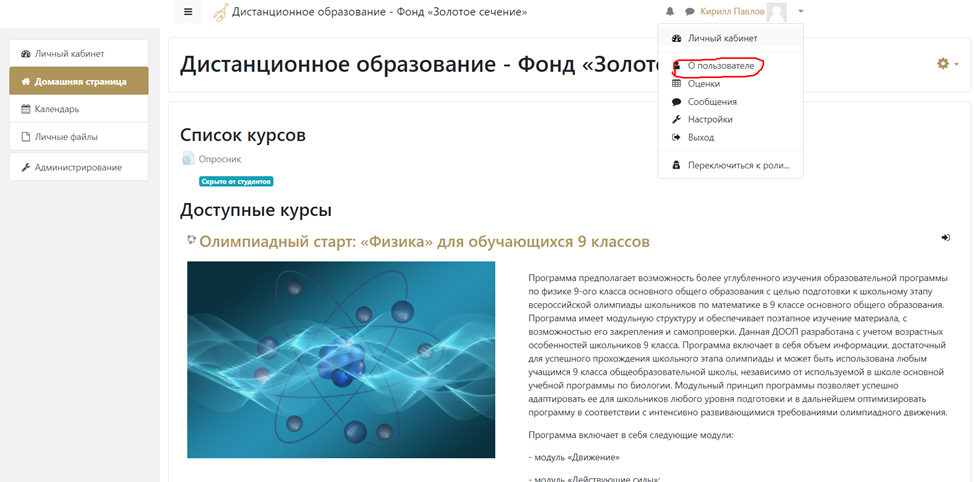 Дистанционное образование - Фонд «Золотое сечение»
Кирилл Павлов
Личный кабинет
Домашняя страница
Календарь
Личные файлы
Администрирование
Дистанционное образование - Фонд «Золот
Личный кабинет
О пользователе
Оценки
Сообщения
Настройки
Выход
Переключиться к роли...
Список курсов
Опросник
Скрыто от студентов
Доступные курсы
Олимпиадный старт: «Физика» для обучающихся 9 классов
Программа предполагает возможность более углубленного изучения образовательной программы
по физике 9-ого класса основного общего образования с целью подготовки к школьному этапу
всероссийской олимпиады школьников по математике в 9 классе основного общего образования.
Программа имеет модульную структуру и обеспечивает поэтапное изучение материала, с
возможностью его закрепления и самопроверки. Данная ДООП разработана с учетом возрастных
особенностей школьников 9 класса. Программа включает в себя объем информации, достаточный
для успешного прохождения школьного этапа олимпиады и может быть использована любым
учащимся 9 класса общеобразовательной школы, независимо от используемой в школе основной
учебной программы по биологии. Модульный принцип программы позволяет успешно
адаптировать ее для школьников любого уровня подготовки и в дальнейшем оптимизировать
программу в соответствии с интенсивно развивающимися требованиями олимпиадного движения.
Программа включает в себя следующие модули:
- модуль «Движение»
- модуль «Действующие силы»;